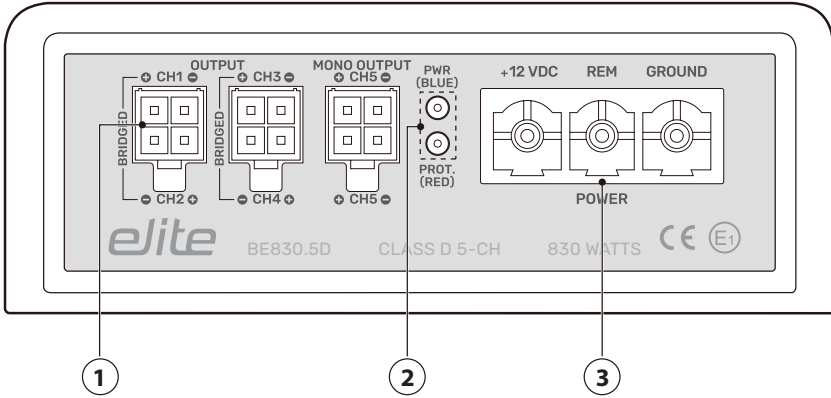 OUTPUT
MONO OUTPUT
+ CH1 -
+ CH3 -
+ CH5 -
PWR
(BLUE)
+12 VDC
REM
GROUND
BRIDGED
BRIDGED
PROT.
(RED)
- CH2 +
- CH4 +
+ CH5 -
POWER
elite
BE830.5D
CLASS D 5-CH
830 WATTS
CE
E1
1
2
3